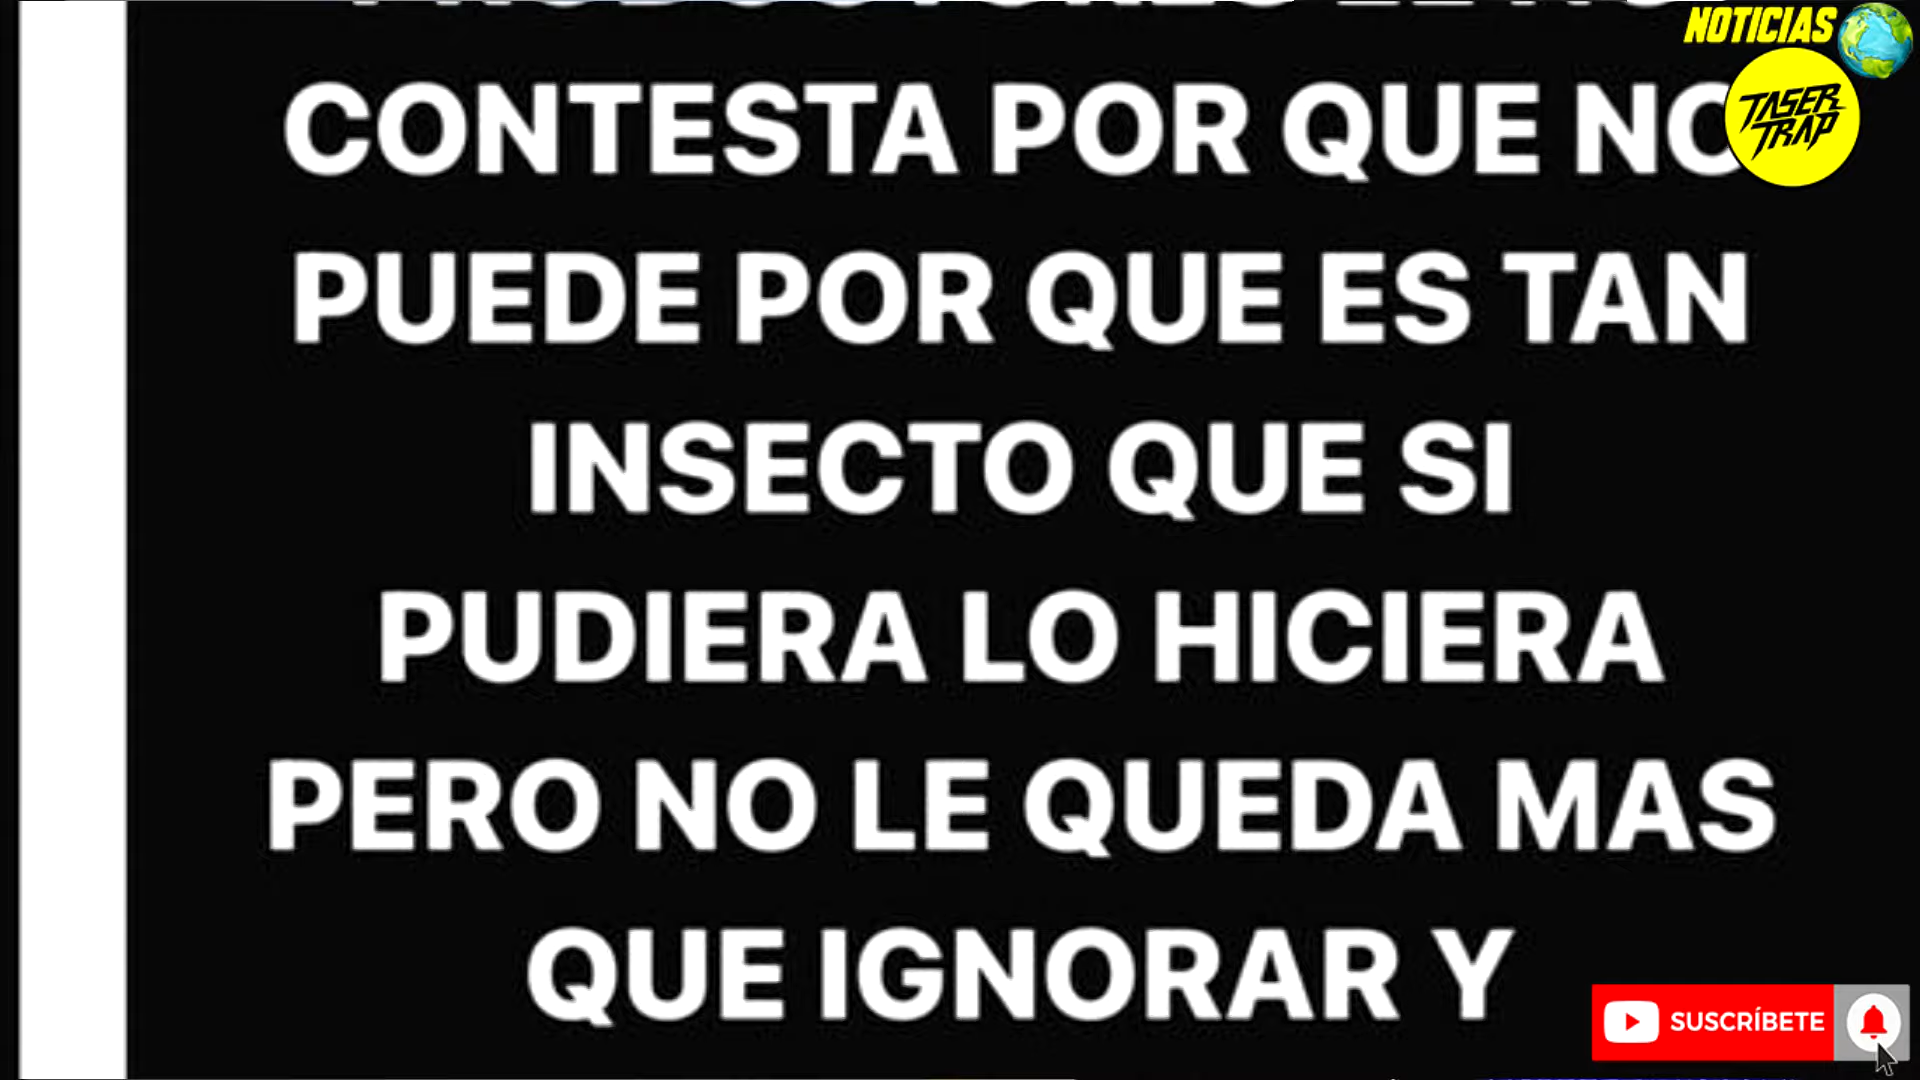 NOTICIAS
TASER
TRAP
CONTESTA POR QUE NO
PUEDE POR QUE ES TAN
INSECTO QUE SI
PUDIERA LO HICIERA
PERO NO LE QUEDA MAS
QUE IGNORAR Y
SUSCRÍBETE